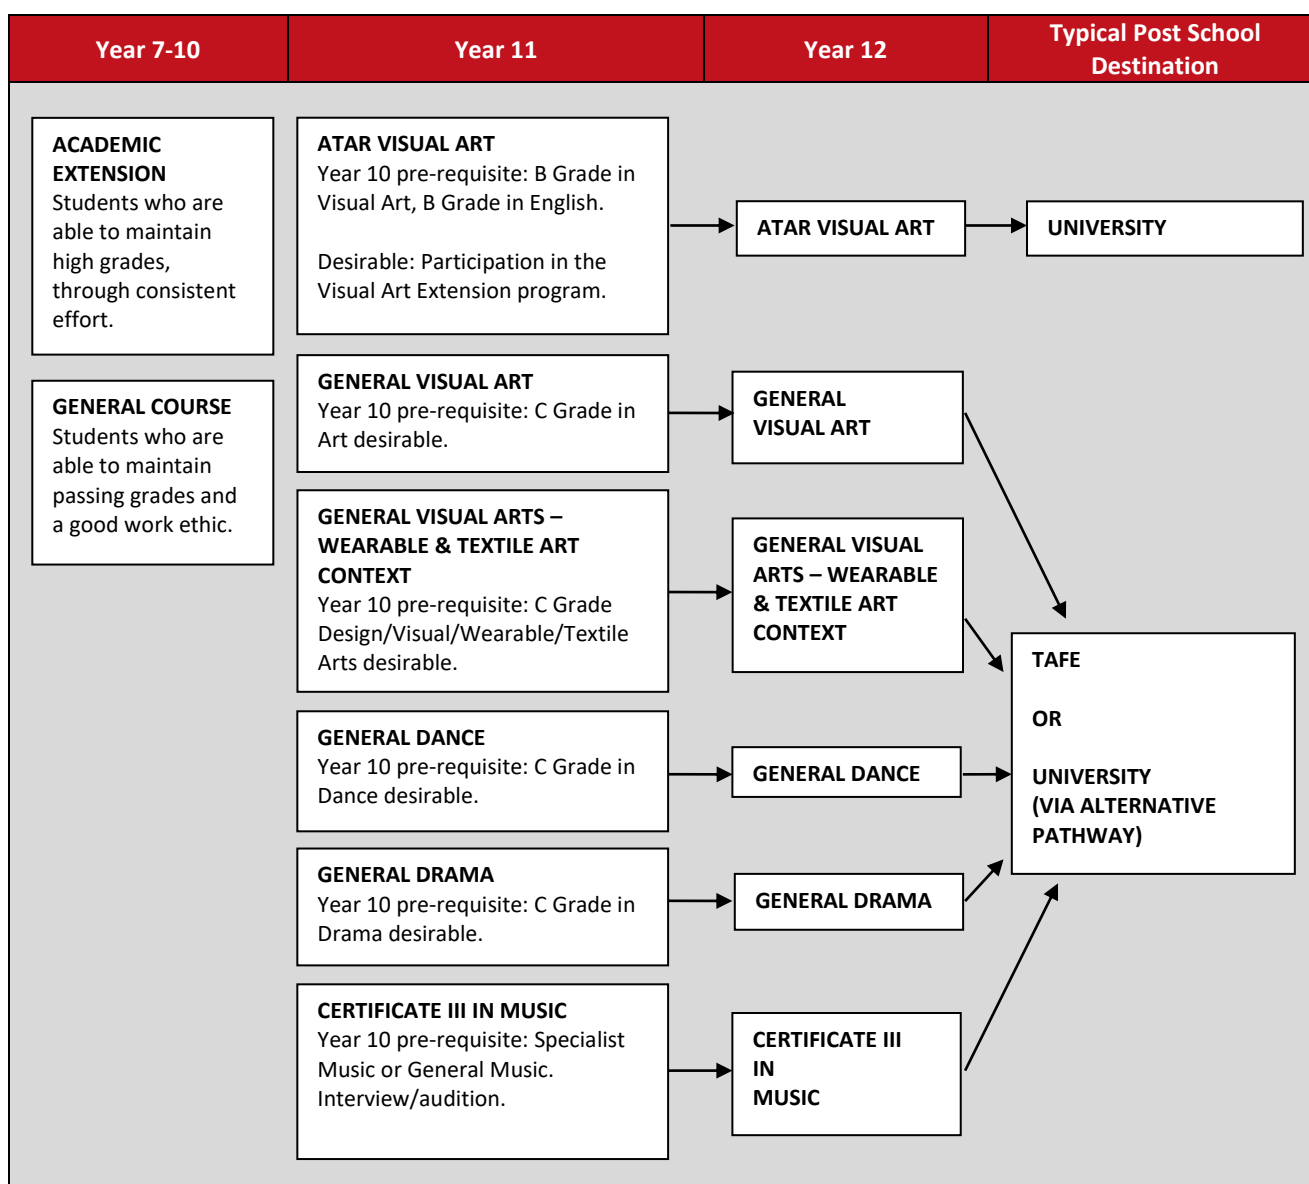 Year 7-10
Year 11
Year 12
Typical Post School
Destination
ACADEMIC
EXTENSION
Students who are
able to maintain
high grades,
through consistent
effort.
GENERAL COURSE
Students who are
able to maintain
passing grades and
a good work ethic.
ATAR VISUAL ART
Year 10 pre-requisite: B Grade in
Visual Art, B Grade in English.
Desirable: Participation in the
Visual Art Extension program.
ATAR VISUAL ART
UNIVERSITY
GENERAL VISUAL ART
Year 10 pre-requisite: C Grade in
Art desirable.
GENERAL
VISUAL ART
GENERAL VISUAL ARTS –
WEARABLE & TEXTILE ART
CONTEXT
Year 10 pre-requisite: C Grade
Design/Visual/Wearable/Textile
Arts desirable.
GENERAL VISUAL
ARTS – WEARABLE
& TEXTILE ART
CONTEXT
GENERAL DANCE
Year 10 pre-requisite: C Grade in
Dance desirable.
GENERAL DANCE
GENERAL DRAMA
Year 10 pre-requisite: C Grade in
Drama desirable.
GENERAL DRAMA
CERTIFICATE III IN MUSIC
Year 10 pre-requisite: Specialist
Music or General Music.
Interview/audition.
CERTIFICATE III
IN
MUSIC
TAFE
OR
UNIVERSITY
(VIA ALTERNATIVE
PATHWAY)